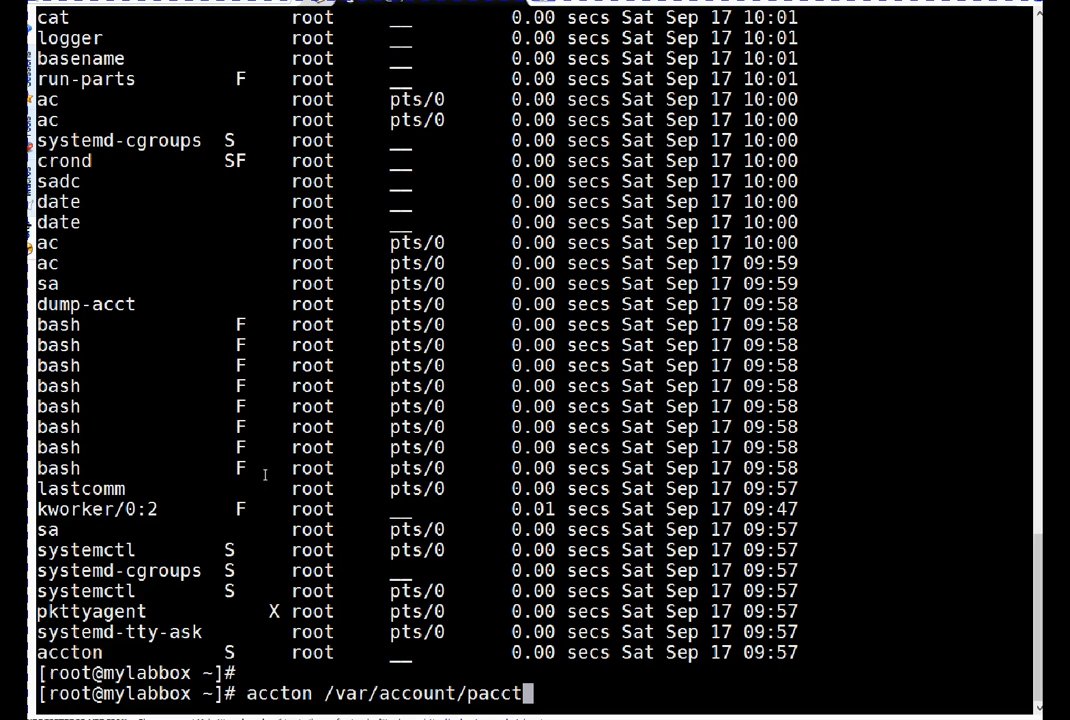 cat root __ 0.00 secs Sat Sep 17 10:01
logger root __ 0.00 secs Sat Sep 17 10:01
basename root __ 0.00 secs Sat Sep 17 10:01
run-parts F root __ 0.00 secs Sat Sep 17 10:01
ac root pts/0 0.00 secs Sat Sep 17 10:00
ac root pts/0 0.00 secs Sat Sep 17 10:00
systemd-cgroups S root __ 0.00 secs Sat Sep 17 10:00
crond SF root __ 0.00 secs Sat Sep 17 10:00
sadc root __ 0.00 secs Sat Sep 17 10:00
date root __ 0.00 secs Sat Sep 17 10:00
date root __ 0.00 secs Sat Sep 17 10:00
ac root pts/0 0.00 secs Sat Sep 17 10:00
ac root pts/0 0.00 secs Sat Sep 17 09:59
sa root pts/0 0.00 secs Sat Sep 17 09:59
dump-acct root pts/0 0.00 secs Sat Sep 17 09:58
bash F root pts/0 0.00 secs Sat Sep 17 09:58
bash F root pts/0 0.00 secs Sat Sep 17 09:58
bash F root pts/0 0.00 secs Sat Sep 17 09:58
bash F root pts/0 0.00 secs Sat Sep 17 09:58
bash F root pts/0 0.00 secs Sat Sep 17 09:58
bash F root pts/0 0.00 secs Sat Sep 17 09:58
bash F root pts/0 0.00 secs Sat Sep 17 09:58
bash F root pts/0 0.00 secs Sat Sep 17 09:58
lastcomm root pts/0 0.00 secs Sat Sep 17 09:57
kworker/0:2 F root __ 0.01 secs Sat Sep 17 09:47
sa root pts/0 0.00 secs Sat Sep 17 09:57
systemctl S root pts/0 0.00 secs Sat Sep 17 09:57
systemd-cgroups S root __ 0.00 secs Sat Sep 17 09:57
systemctl S root pts/0 0.00 secs Sat Sep 17 09:57
pkttyagent X root pts/0 0.00 secs Sat Sep 17 09:57
systemd-tty-ask root pts/0 0.00 secs Sat Sep 17 09:57
accton S root __ 0.00 secs Sat Sep 17 09:57
[root@mylabbox ~]#
[root@mylabbox ~]# accton /var/account/pacct